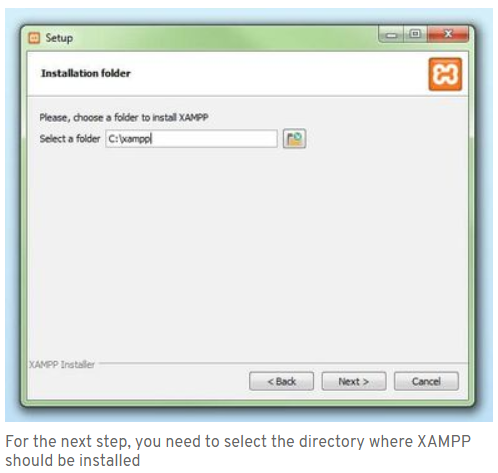 Setup
Installation folder
Please, choose a folder to install XAMPP
Select a folder C:\xampp
XAMPP Installer
< Back Next > Cancel
For the next step, you need to select the directory where XAMPP
should be installed